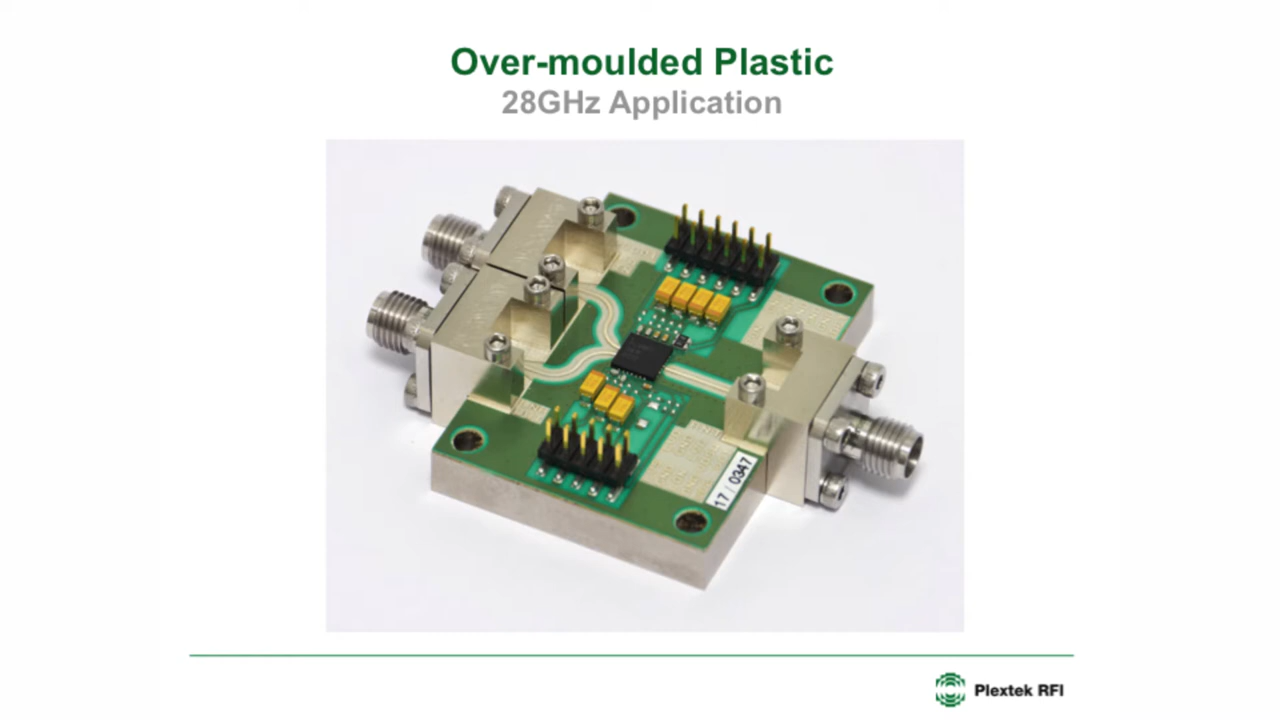 Over-moulded Plastic
28GHz Application
17 / 0347
Plextek RFI